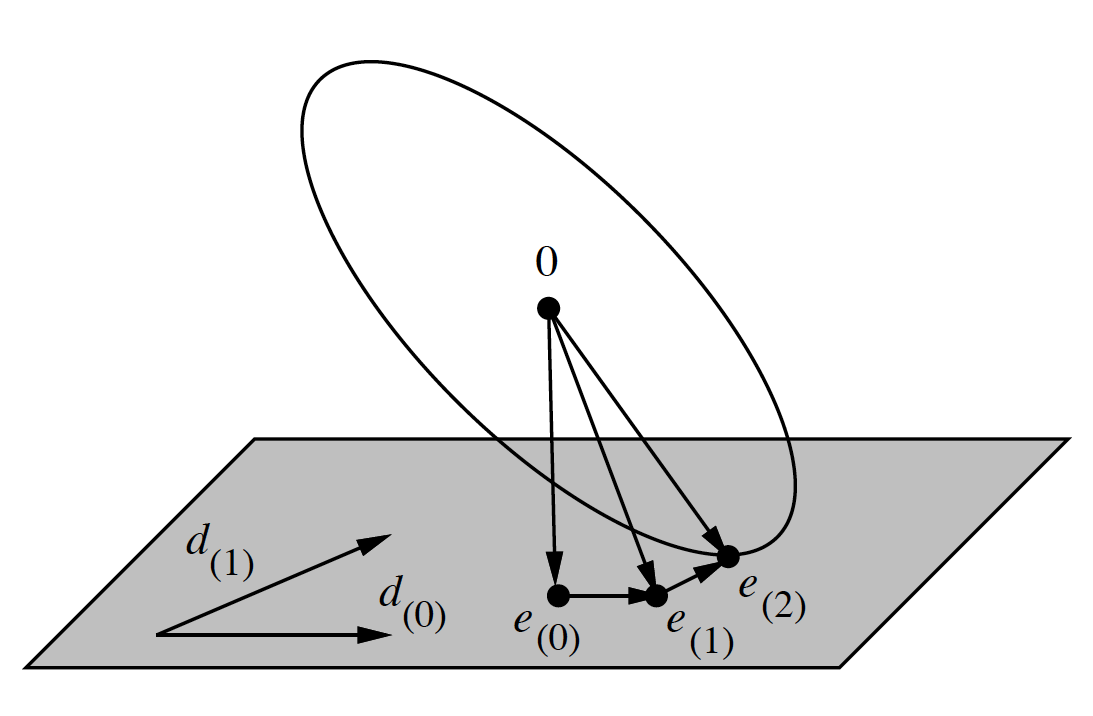 0
d(1)
d(0)
e(2)
e(0)
e(1)